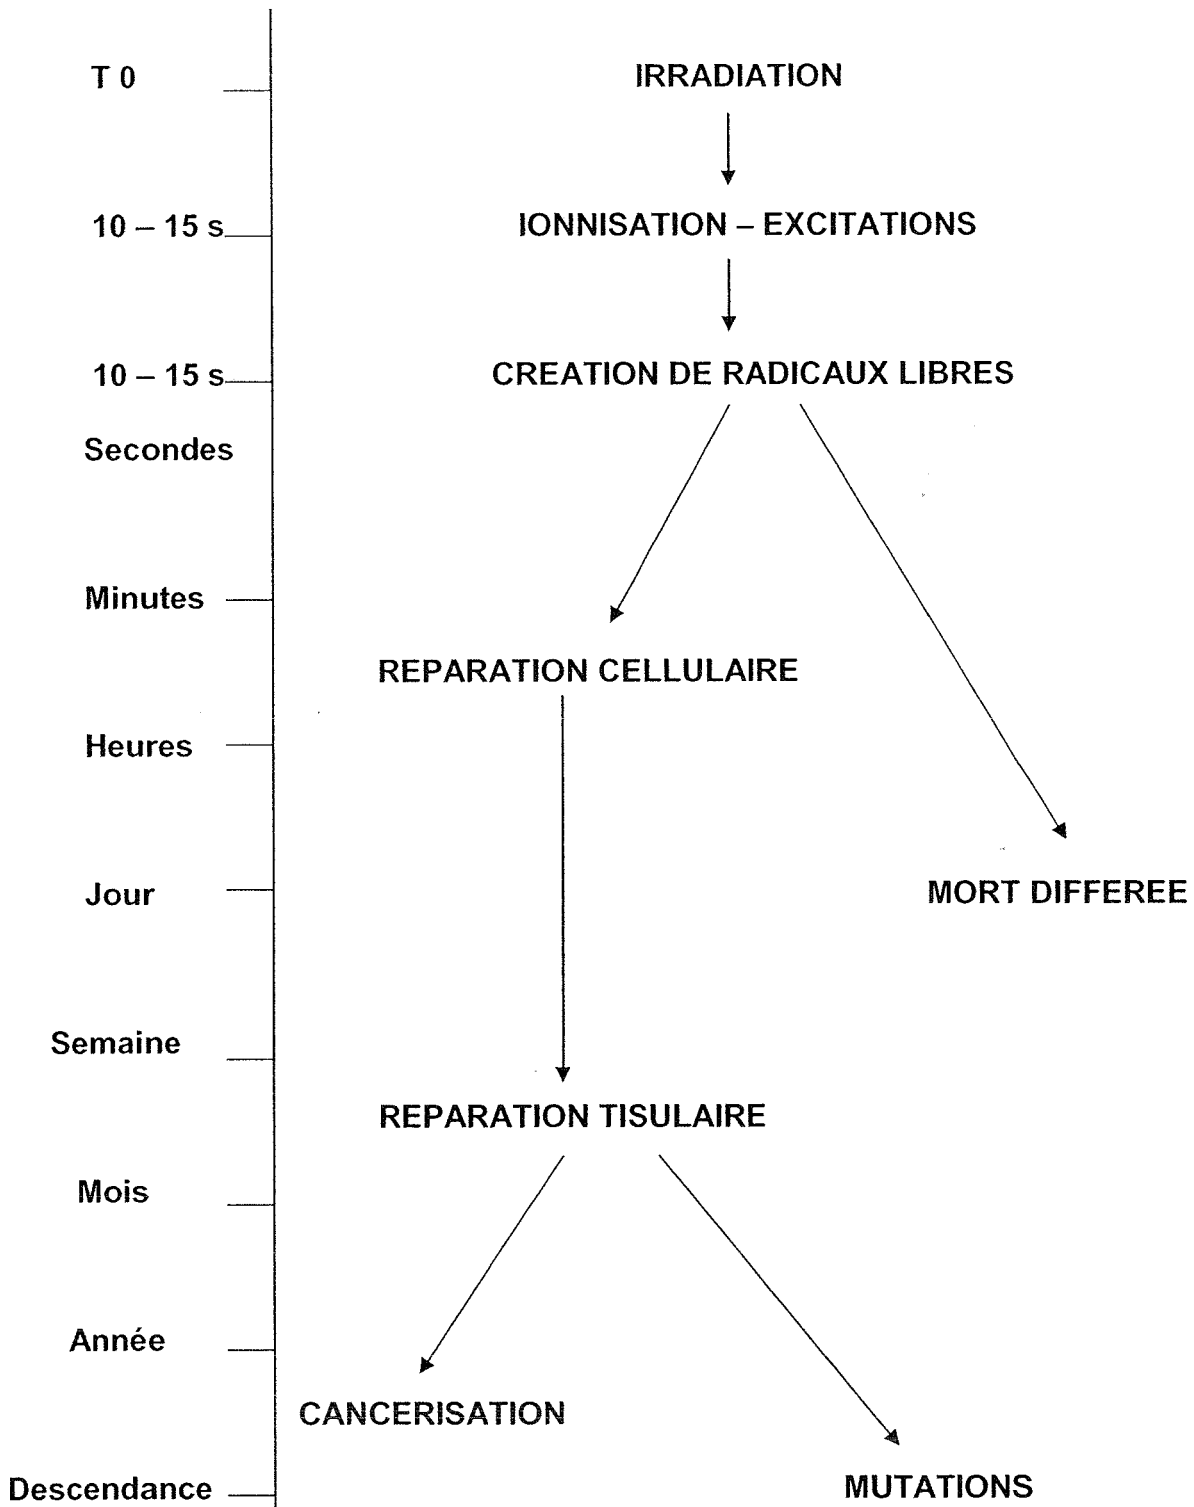 T 0
IRRADIATION
10 – 15 s
IONNISATION – EXCITATIONS
10 – 15 s
CREATION DE RADICAUX LIBRES
Secondes
Minutes
REPARATION CELLULAIRE
Heures
Jour
MORT DIFFEREE
Semaine
REPARATION TISULAIRE
Mois
Année
CANCERISATION
Descendance
MUTATIONS